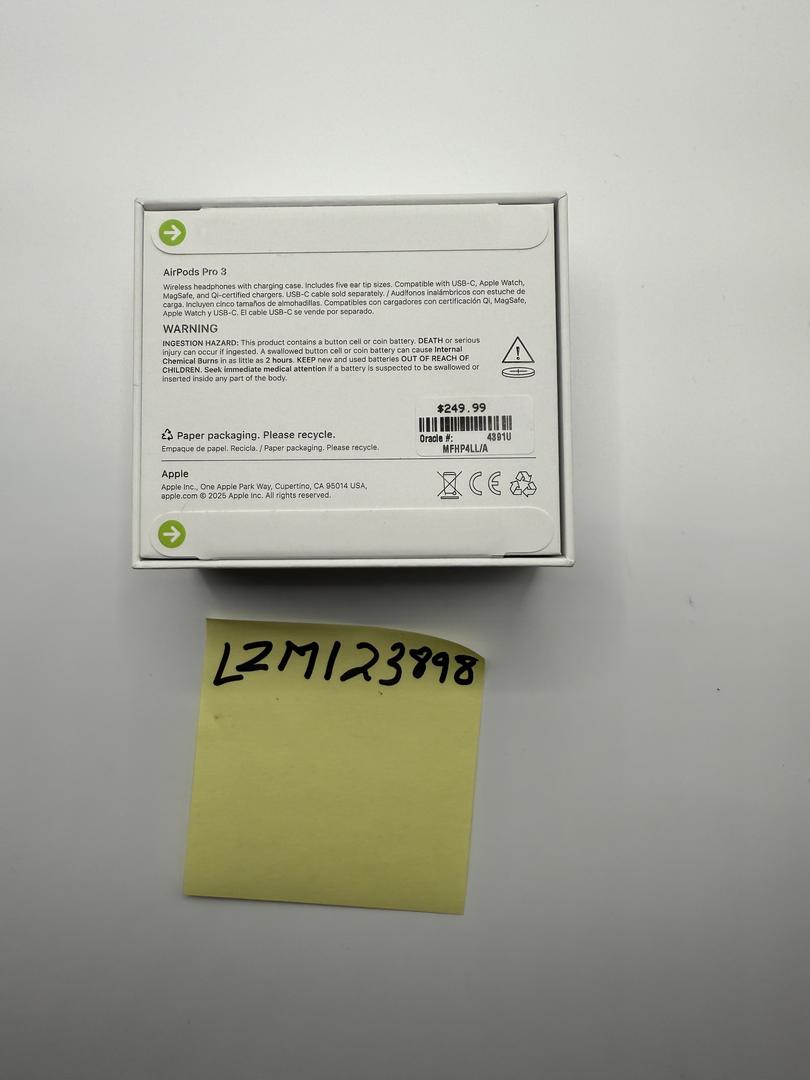 AirPods Pro 3
Wireless headphones with charging case. Includes five ear tip sizes. Compatible with USB-C, Apple Watch,
MagSafe, and Qi-certified chargers. USB-C cable sold separately. / Audífonos inalámbricos con estuche de
carga. Incluyen cinco tamaños de almohadillas. Compatibles con cargadores con certificación Qi, MagSafe,
Apple Watch y USB-C. El cable USB-C se vende por separado.
WARNING
INGESTION HAZARD: This product contains a button cell or coin battery. DEATH or serious
injury can occur if ingested. A swallowed button cell or coin battery can cause Internal
Chemical Burns in as little as 2 hours. KEEP new and used batteries OUT OF REACH OF
CHILDREN. Seek immediate medical attention if a battery is suspected to be swallowed or
inserted inside any part of the body.
$249.99
Oracle #: 4391U
MFHP4LL/A
Paper packaging. Please recycle.
Empaque de papel. Recicla. / Paper packaging. Please recycle.
Apple
Apple Inc., One Apple Park Way, Cupertino, CA 95014 USA,
apple.com © 2025 Apple Inc. All rights reserved.
CE
LZM123898